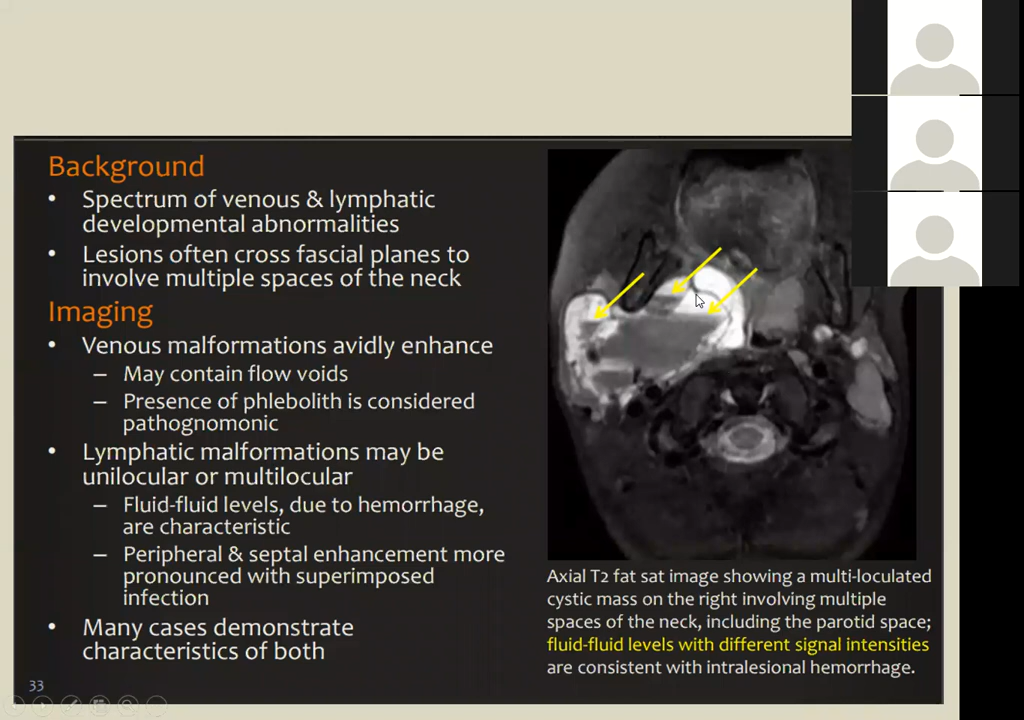 Background
• Spectrum of venous & lymphatic
developmental abnormalities
• Lesions often cross fascial planes to
involve multiple spaces of the neck
Imaging
• Venous malformations avidly enhance
– May contain flow voids
– Presence of phlebolith is considered
pathognomonic
• Lymphatic malformations may be
unilocular or multilocular
– Fluid-fluid levels, due to hemorrhage,
are characteristic
– Peripheral & septal enhancement more
pronounced with superimposed
infection
• Many cases demonstrate
characteristics of both
33
Axial T2 fat sat image showing a multi-loculated
cystic mass on the right involving multiple
spaces of the neck, including the parotid space;
fluid-fluid levels with different signal intensities
are consistent with intralesional hemorrhage.